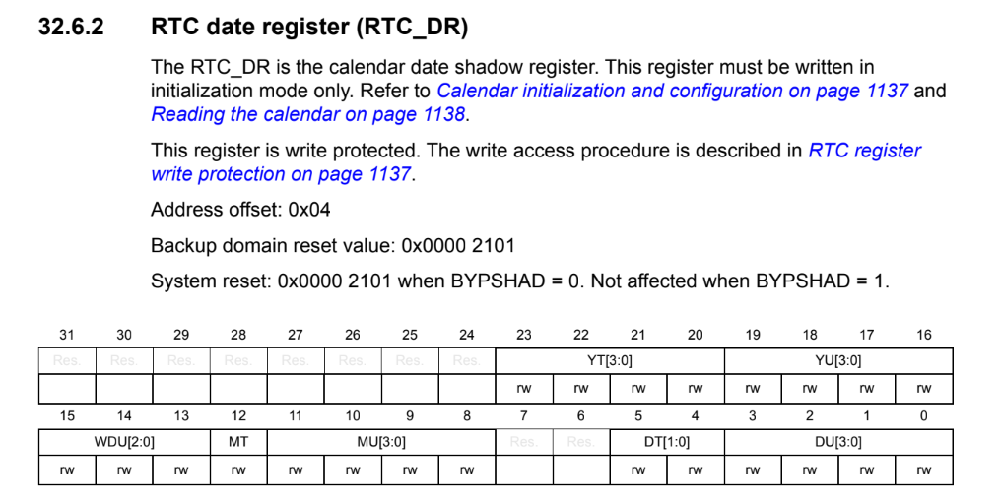 32.6.2 RTC date register (RTC_DR)
The RTC_DR is the calendar date shadow register. This register must be written in
initialization mode only. Refer to Calendar initialization and configuration on page 1137 and
Reading the calendar on page 1138.
This register is write protected. The write access procedure is described in RTC register
write protection on page 1137.
Address offset: 0x04
Backup domain reset value: 0x0000 2101
System reset: 0x0000 2101 when BYPSHAD = 0. Not affected when BYPSHAD = 1.
31 30 29 28 27 26 25 24 23 22 21 20 19 18 17 16
Res. Res. Res. Res. Res. Res. Res. Res. YT[3:0] YU[3:0]
rw rw rw rw rw rw rw rw
15 14 13 12 11 10 9 8 7 6 5 4 3 2 1 0
WDU[2:0] MT MU[3:0] Res. Res. DT[1:0] DU[3:0]
rw rw rw rw rw rw rw rw rw rw rw rw rw rw